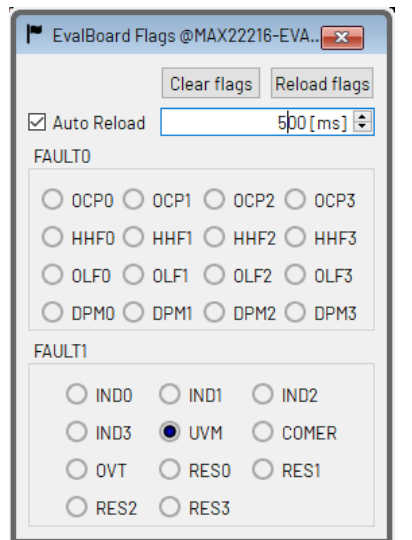 EvalBoard Flags @MAX22216-EVA..
Clear flags Reload flags
Auto Reload 500 [ms]
FAULT0
OCP0 OCP1 OCP2 OCP3
HHF0 HHF1 HHF2 HHF3
OLF0 OLF1 OLF2 OLF3
DPM0 DPM1 DPM2 DPM3
FAULT1
IND0 IND1 IND2
IND3 UVM COMER
OVT RES0 RES1
RES2 RES3